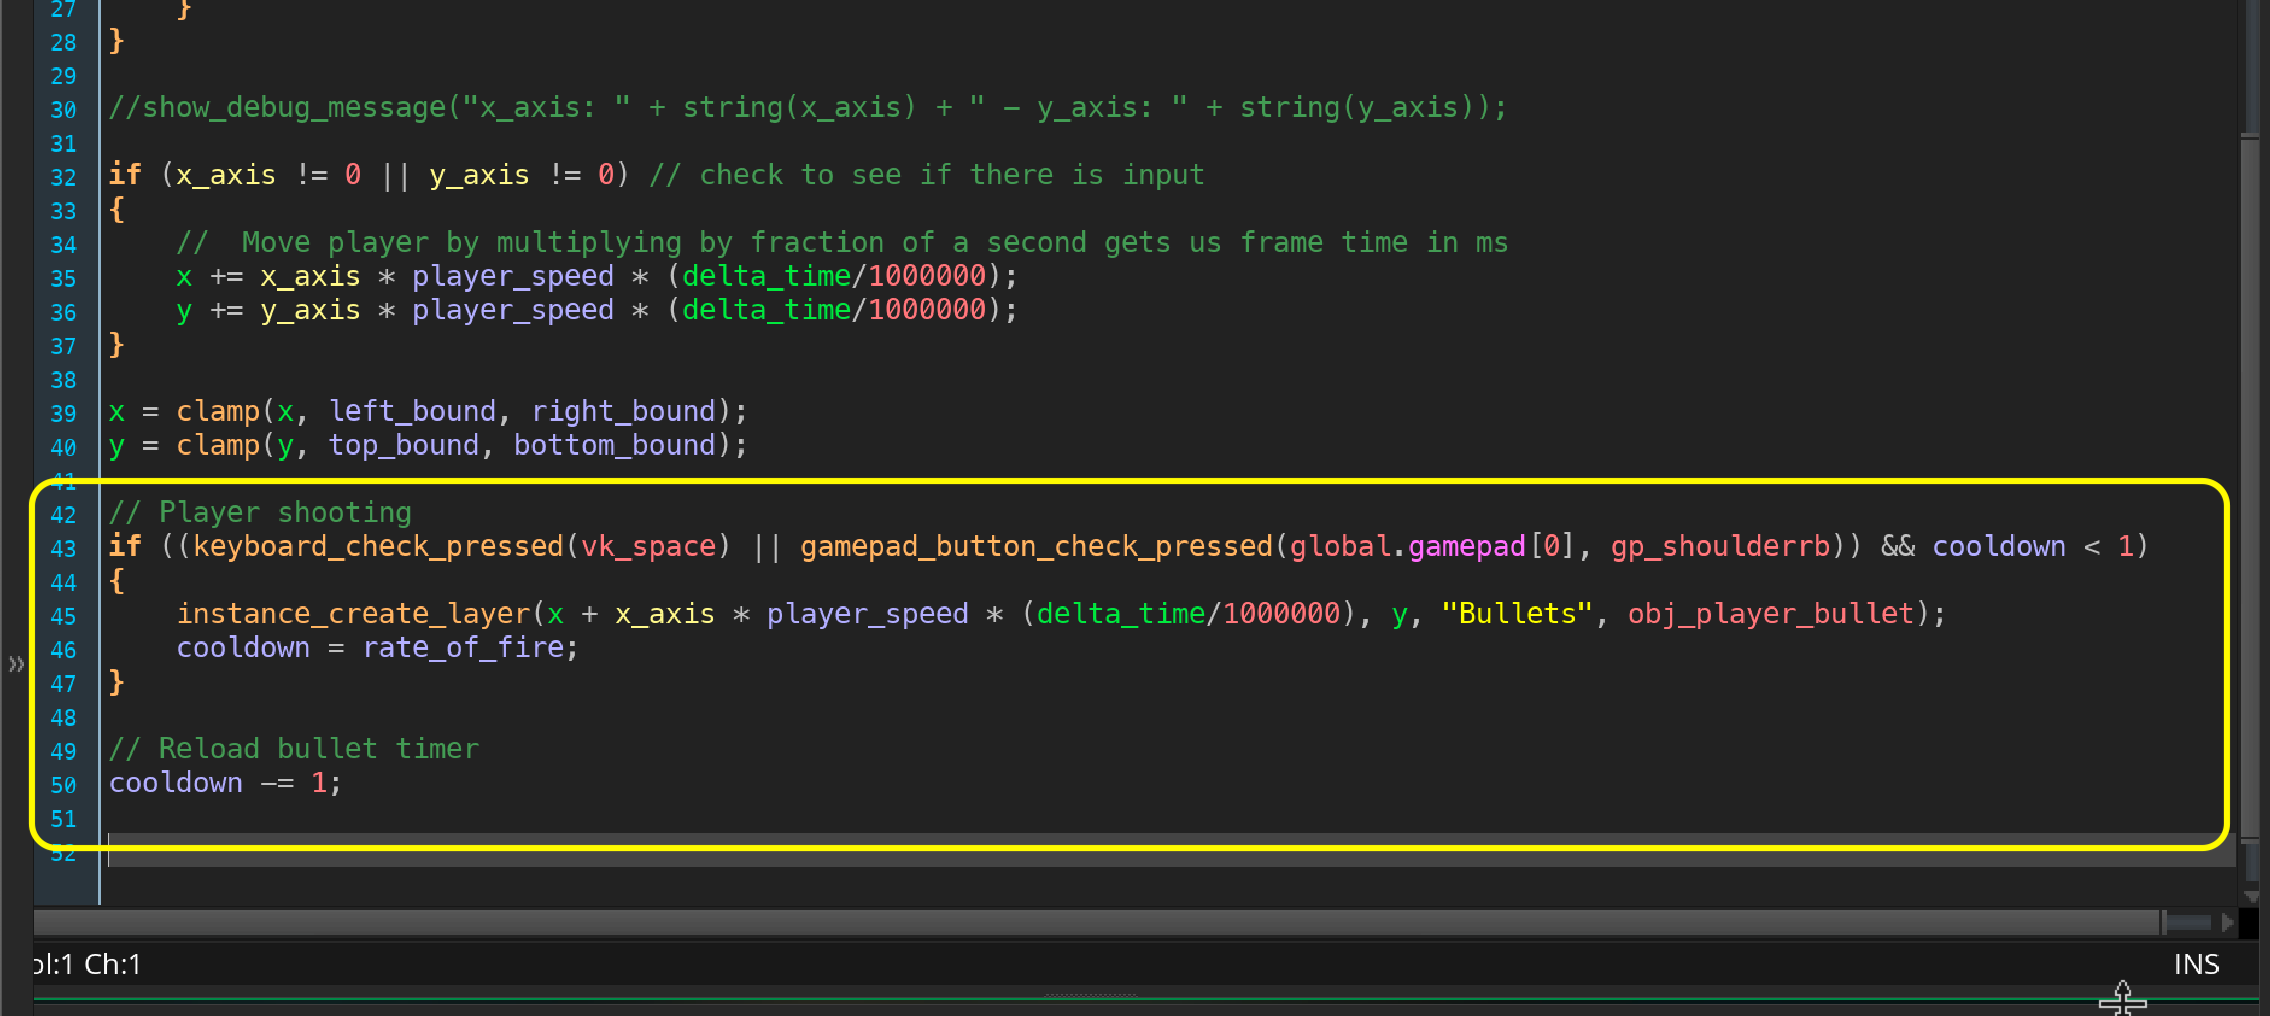 27     }
28 }
29
30 //show_debug_message("x_axis: " + string(x_axis) + " - y_axis: " + string(y_axis));
31
32 if (x_axis != 0 || y_axis != 0) // check to see if there is input
33 {
34     //  Move player by multiplying by fraction of a second gets us frame time in ms
35     x += x_axis * player_speed * (delta_time/1000000);
36     y += y_axis * player_speed * (delta_time/1000000);
37 }
38
39 x = clamp(x, left_bound, right_bound);
40 y = clamp(y, top_bound, bottom_bound);
41
42 // Player shooting
43 if ((keyboard_check_pressed(vk_space) || gamepad_button_check_pressed(global.gamepad[0], gp_shoulderrb)) && cooldown < 1)
44 {
45     instance_create_layer(x + x_axis * player_speed * (delta_time/1000000), y, "Bullets", obj_player_bullet);
46     cooldown = rate_of_fire;
47 }
48
49 // Reload bullet timer
50 cooldown -= 1;
51
52
»
ol:1 Ch:1
INS